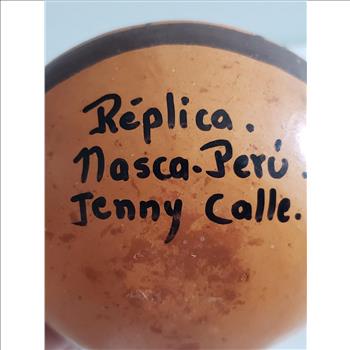 Réplica.
Nasca-Perú.
Jenny Calle.